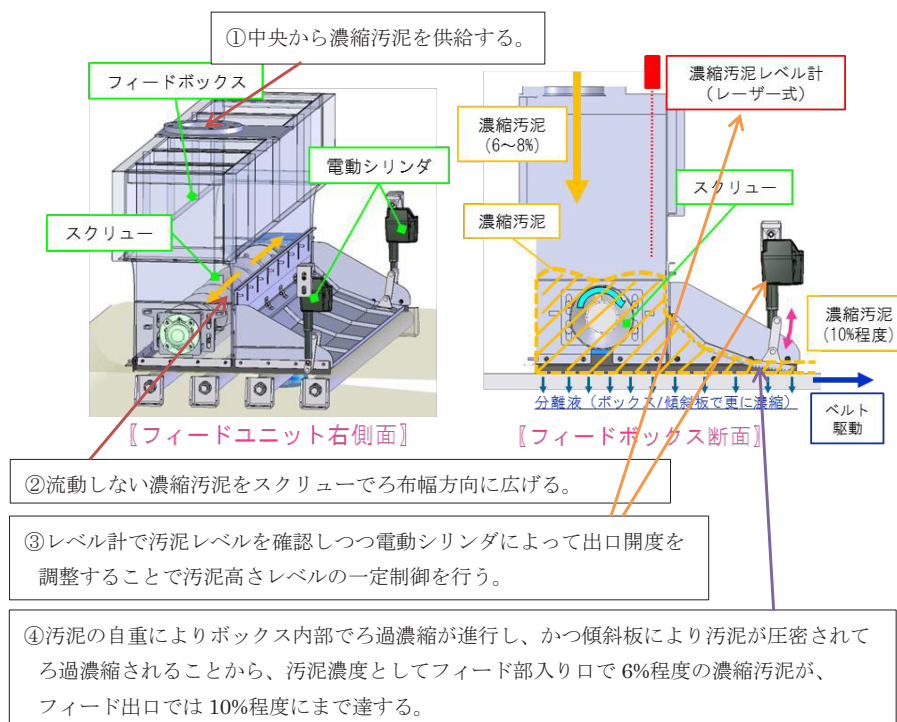 ①中央から濃縮汚泥を供給する。
フィードボックス
電動シリンダ
スクリュー
〖フィードユニット右側面〗
濃縮汚泥レベル計
(レーザー式)
濃縮汚泥
(6～8%)
スクリュー
濃縮汚泥
濃縮汚泥
(10%程度)
分離液（ボックス/傾斜板で更に濃縮）
ベルト
駆動
〖フィードボックス断面〗
②流動しない濃縮汚泥をスクリューでろ布幅方向に広げる。
③レベル計で汚泥レベルを確認しつつ電動シリンダによって出口開度を
調整することで汚泥高さレベルの一定制御を行う。
④汚泥の自重によりボックス内部でろ過濃縮が進行し、かつ傾斜板により汚泥が圧密されて
ろ過濃縮されることから、汚泥濃度としてフィード部入り口で 6%程度の濃縮汚泥が、
フィード出口では 10%程度にまで達する。